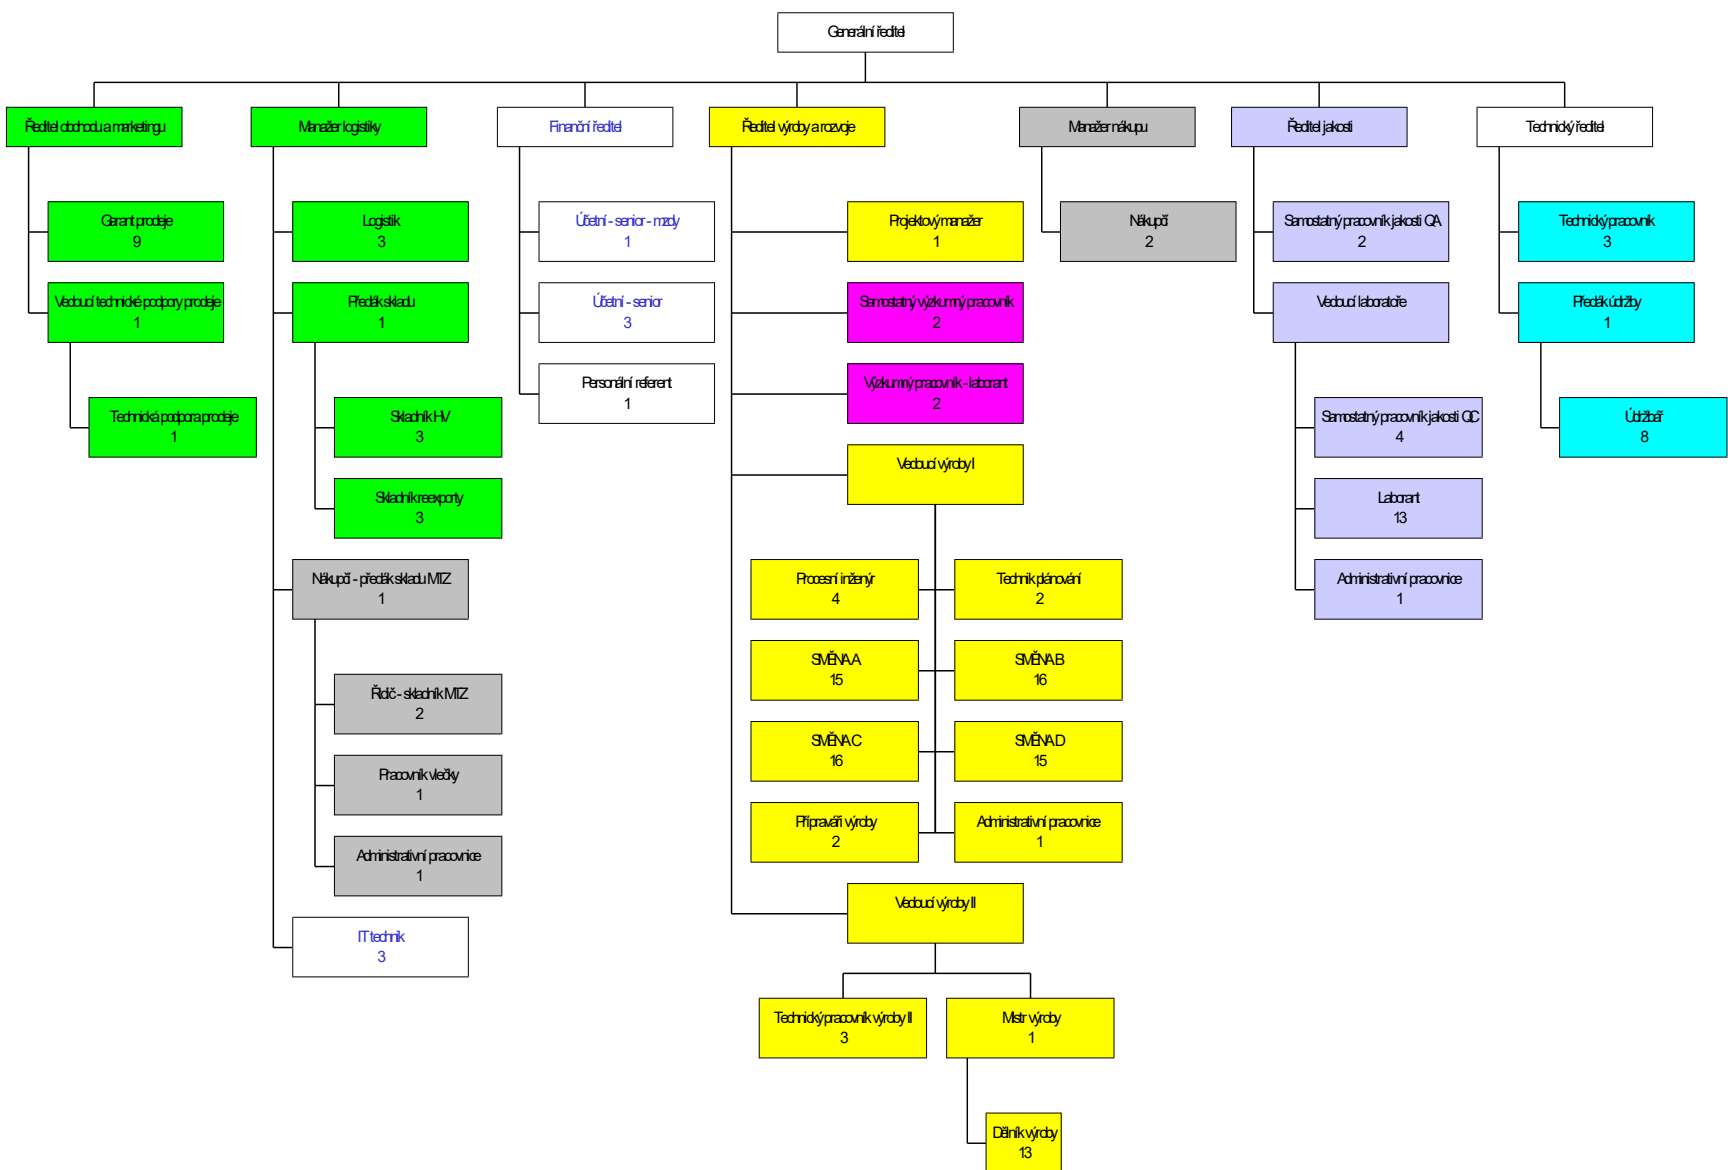 Generální ředitel
Ředitel obchodu a marketingu
Manažer logistiky
Finanční ředitel
Ředitel výroby a rozvoje
Manažer nákupu
Ředitel jakosti
Technický ředitel
Garant prodeje
9
Vedoucí technické podpory prodeje
1
Technická podpora prodeje
1
Logistik
3
Předák skladu
1
Skladník HV
3
Skladník reexporty
3
Nákupčí - předák skladu MTZ
1
Řidič - skladník MTZ
2
Pracovník vlečky
1
Administrativní pracovnice
1
IT technik
3
Účetní - senior - mzdy
1
Účetní - senior
3
Personální referent
1
Projektový manažer
1
Samostatný výzkumný pracovník
2
Výzkumný pracovník - laborant
2
Vedoucí výroby I
Procesní inženýr
4
Technik plánování
2
SMĚNA A
15
SMĚNA B
16
SMĚNA C
16
SMĚNA D
15
Přípraváři výroby
2
Administrativní pracovnice
1
Vedoucí výroby II
Technický pracovník výroby II
3
Mistr výroby
1
Dělník výroby
13
Nákupčí
2
Samostatný pracovník jakosti QA
2
Vedoucí laboratoře
Samostatný pracovník jakosti QC
4
Laborant
13
Administrativní pracovnice
1
Technický pracovník
3
Předák údržby
1
Údržbář
8